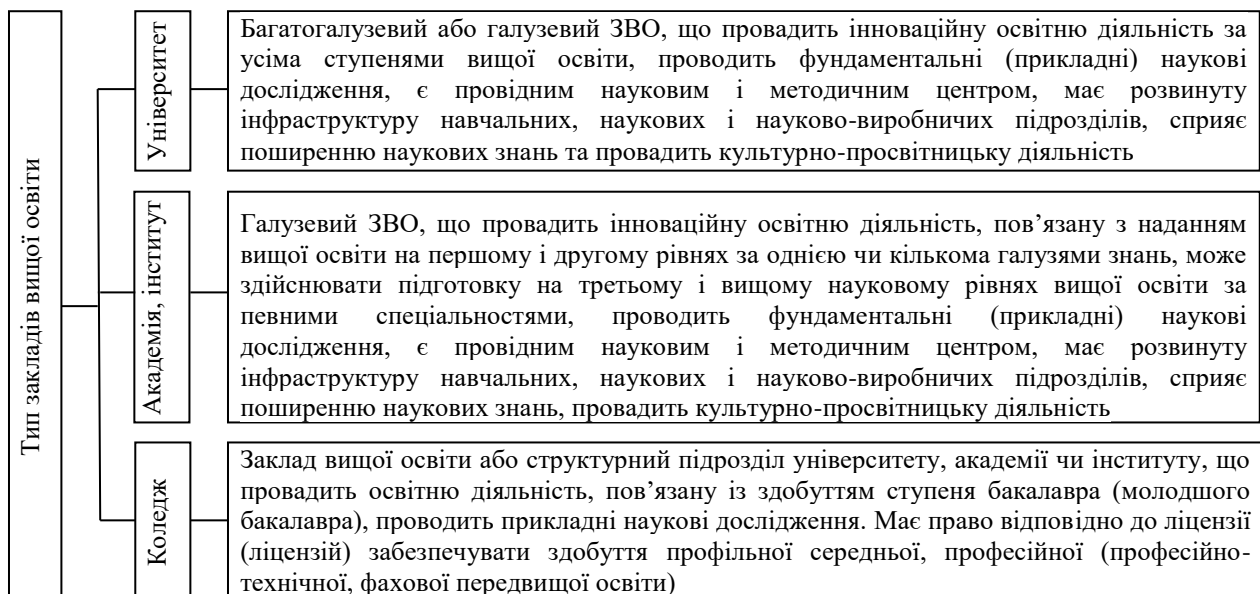 Тип закладів вищої освіти
Університет
Багатогалузевий або галузевий ЗВО, що провадить інноваційну освітню діяльність за
усіма ступенями вищої освіти, проводить фундаментальні (прикладні) наукові
дослідження, є провідним науковим і методичним центром, має розвинуту
інфраструктуру навчальних, наукових і науково-виробничих підрозділів, сприяє
поширенню наукових знань та провадить культурно-просвітницьку діяльність
Академія, інститут
Галузевий ЗВО, що провадить інноваційну освітню діяльність, пов’язану з наданням
вищої освіти на першому і другому рівнях за однією чи кількома галузями знань, може
здійснювати підготовку на третьому і вищому науковому рівнях вищої освіти за
певними спеціальностями, проводить фундаментальні (прикладні) наукові
дослідження, є провідним науковим і методичним центром, має розвинуту
інфраструктуру навчальних, наукових і науково-виробничих підрозділів, сприяє
поширенню наукових знань, провадить культурно-просвітницьку діяльність
Коледж
Заклад вищої освіти або структурний підрозділ університету, академії чи інституту, що
провадить освітню діяльність, пов’язану із здобуттям ступеня бакалавра (молодшого
бакалавра), проводить прикладні наукові дослідження. Має право відповідно до ліцензії
(ліцензій) забезпечувати здобуття профільної середньої, професійної (професійно-
технічної, фахової передвищої освіти)